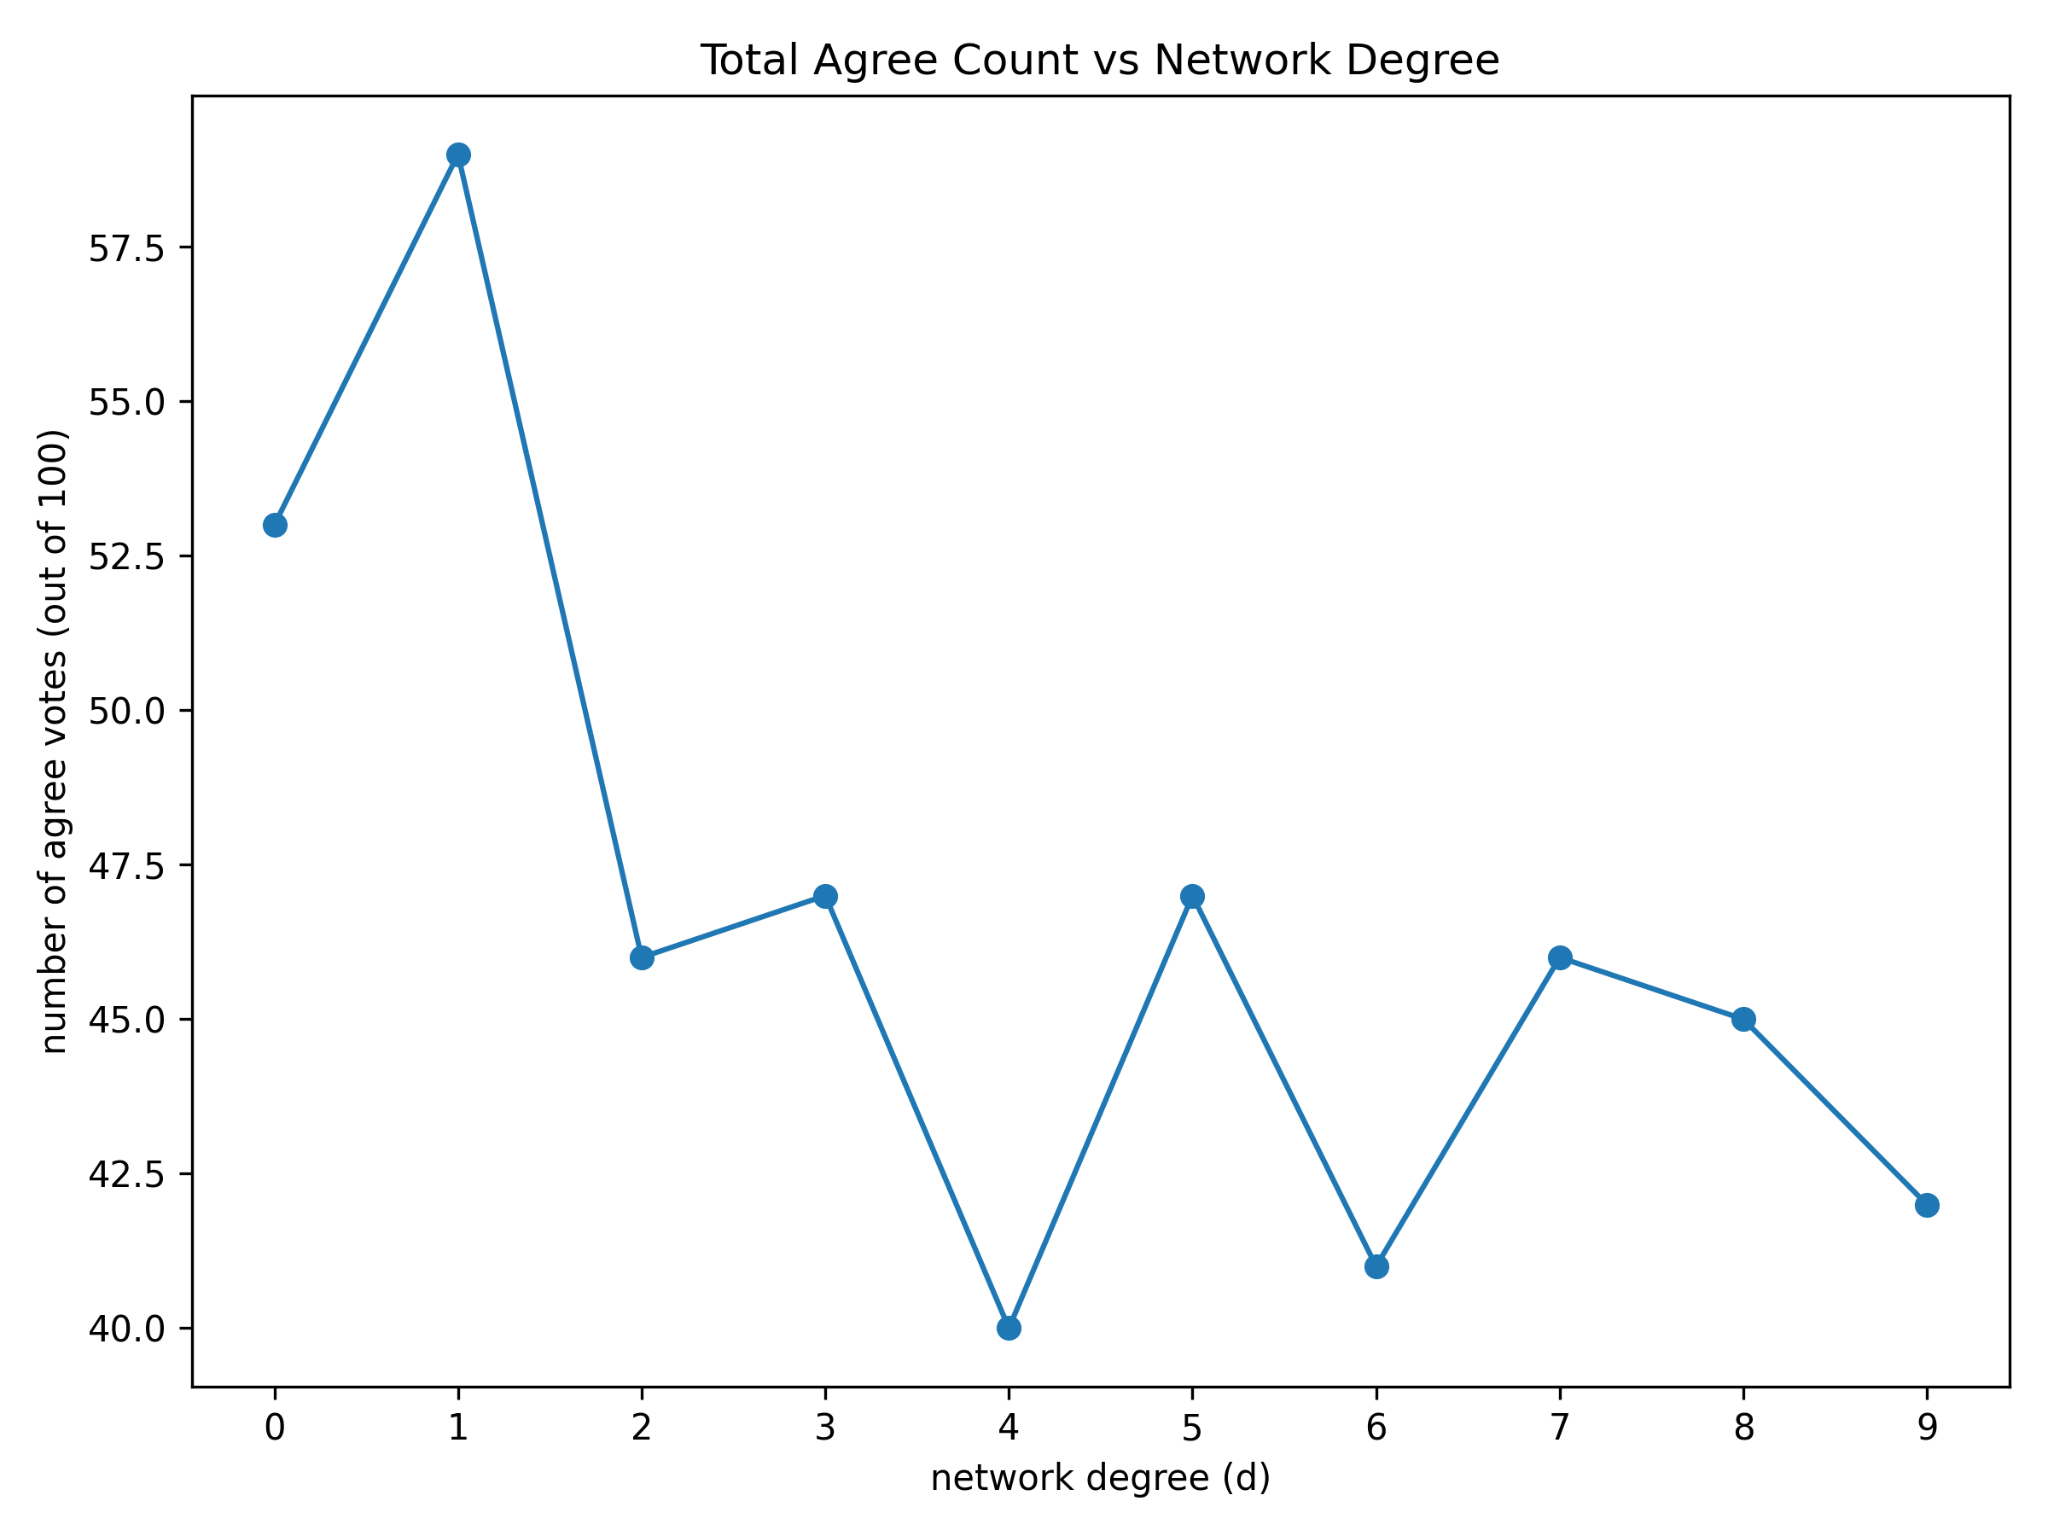 Total Agree Count vs Network Degree
number of agree votes (out of 100)
57.5
55.0
52.5
50.0
47.5
45.0
42.5
40.0
0 1 2 3 4 5 6 7 8 9
network degree (d)